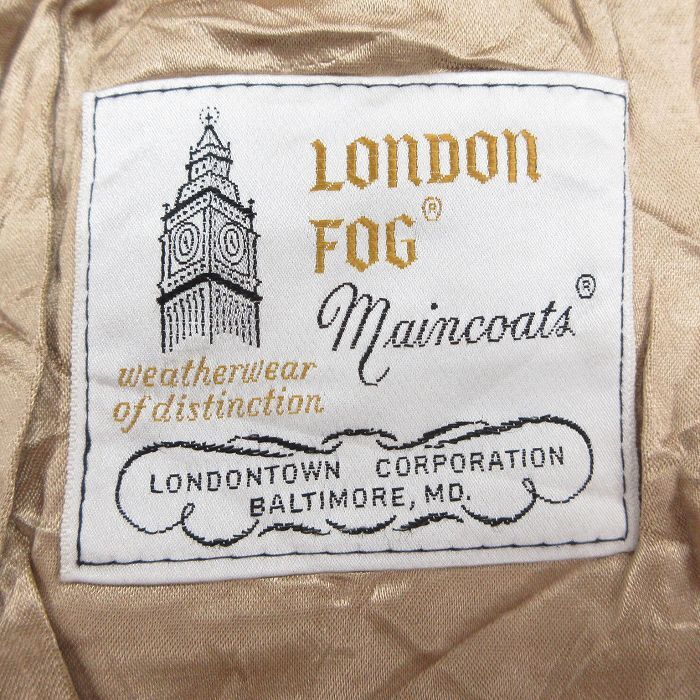 LONDON
FOG®
Maincoats®
weatherwear
of distinction
LONDONTOWN CORPORATION
BALTIMORE, MD.